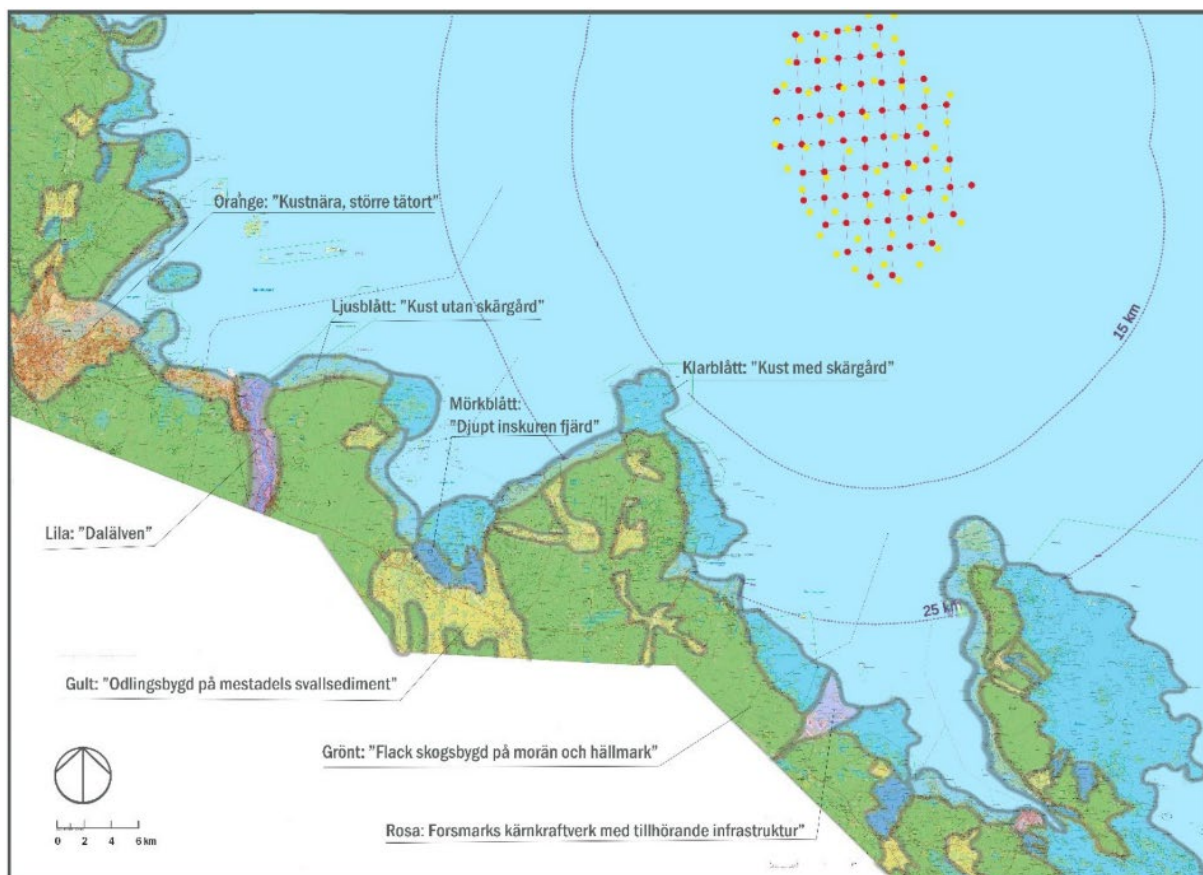 Orange: "Kustnära, större tätort"
Ljusblått: "Kust utan skärgård"
15 km
Klarblått: "Kust med skärgård"
Mörkblått:
"Djupt inskuren fjärd"
Lila: "Dalälven"
25 km
Gult: "Odlingsbygd på mestadels svallsediment"
Grönt: "Flack skogsbygd på morän och hällmark"
Rosa: Forsmarks kärnkraftverk med tillhörande infrastruktur"
0 2 4 6 km